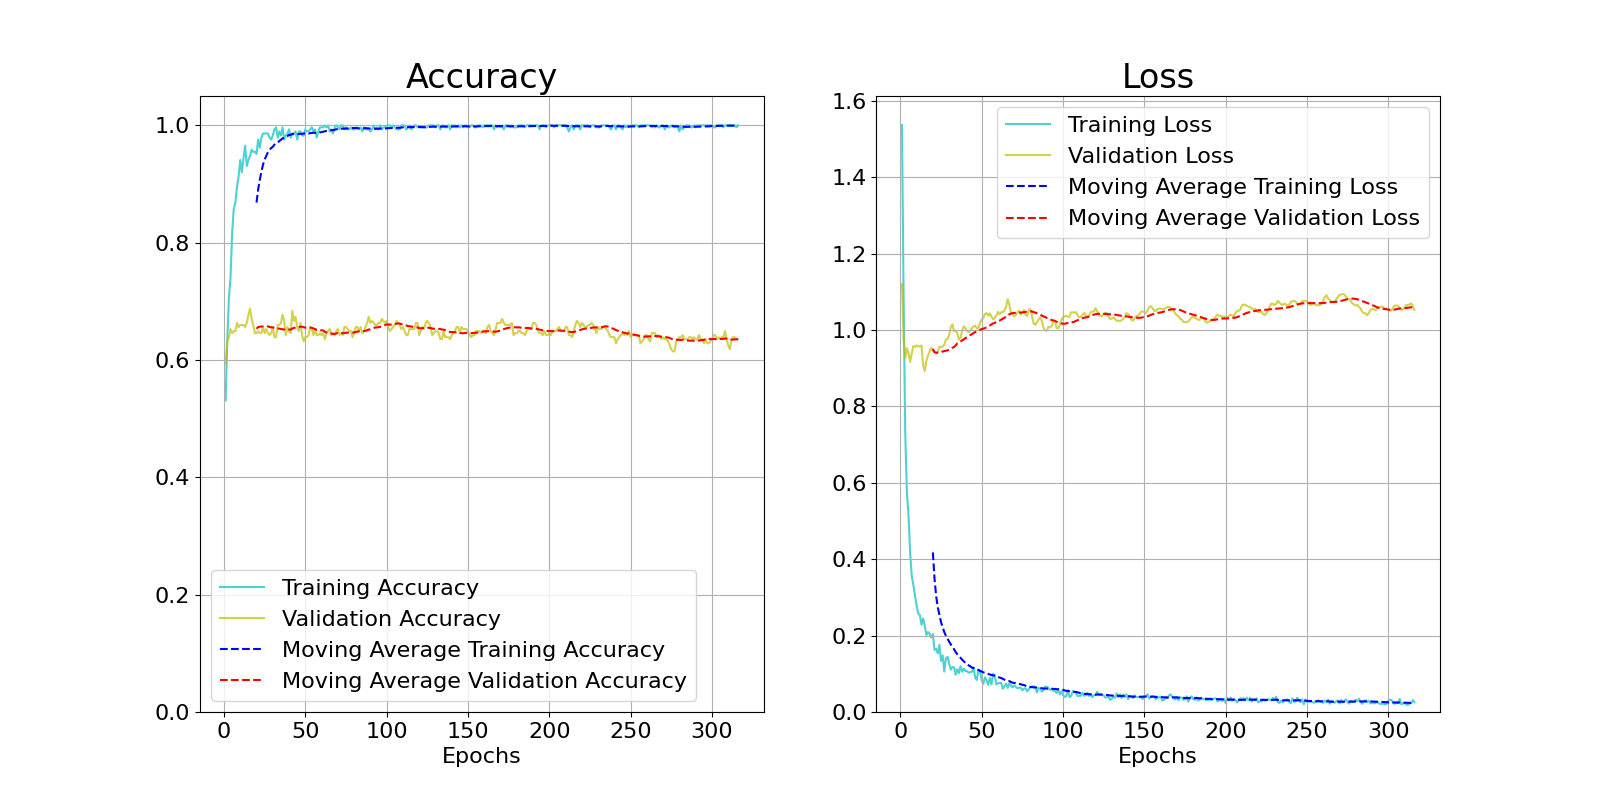 Accuracy
1.0
0.8
0.6
0.4
0.2
0.0
0 50 100 150 200 250 300
Epochs
Training Accuracy
Validation Accuracy
Moving Average Training Accuracy
Moving Average Validation Accuracy
Loss
1.6
1.4
1.2
1.0
0.8
0.6
0.4
0.2
0.0
0 50 100 150 200 250 300
Epochs
Training Loss
Validation Loss
Moving Average Training Loss
Moving Average Validation Loss